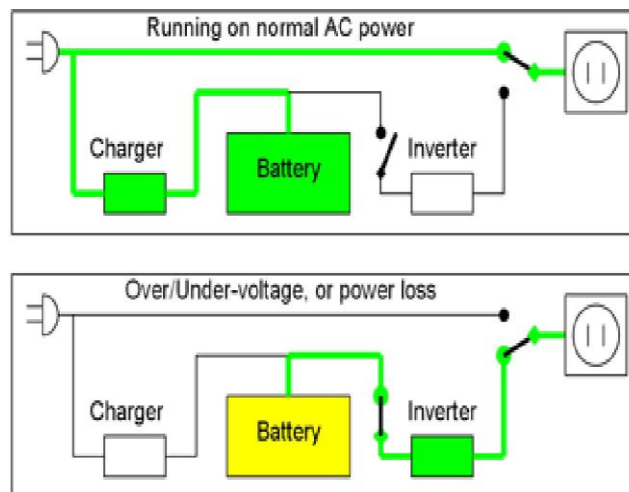 Running on normal AC power
Charger
Battery
Inverter
Over/Under-voltage, or power loss
Charger
Battery
Inverter